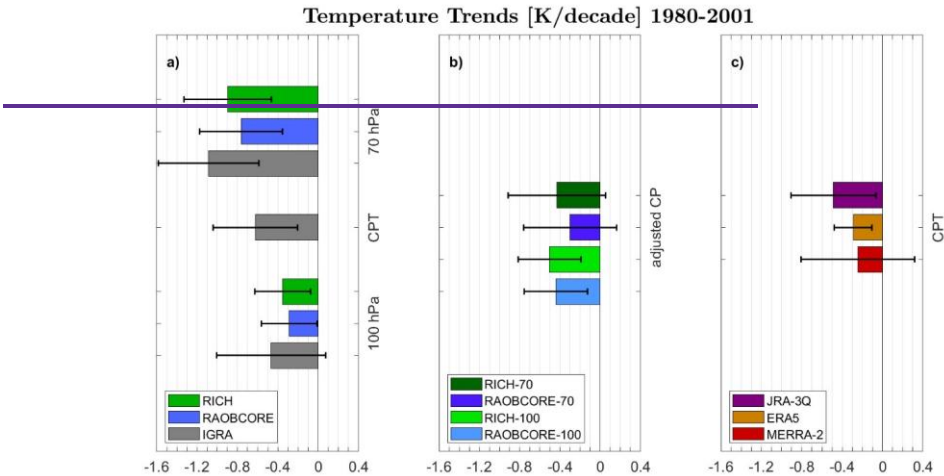 Temperature Trends [K/decade] 1980-2001
a)
70 hPa
CPT
100 hPa
RICH
RAOBCORE
IGRA
-1.6 -1.2 -0.8 -0.4 0 0.4
b)
adjusted CP
RICH-70
RAOBCORE-70
RICH-100
RAOBCORE-100
-1.6 -1.2 -0.8 -0.4 0 0.4
c)
CPT
JRA-3Q
ERA5
MERRA-2
-1.6 -1.2 -0.8 -0.4 0 0.4